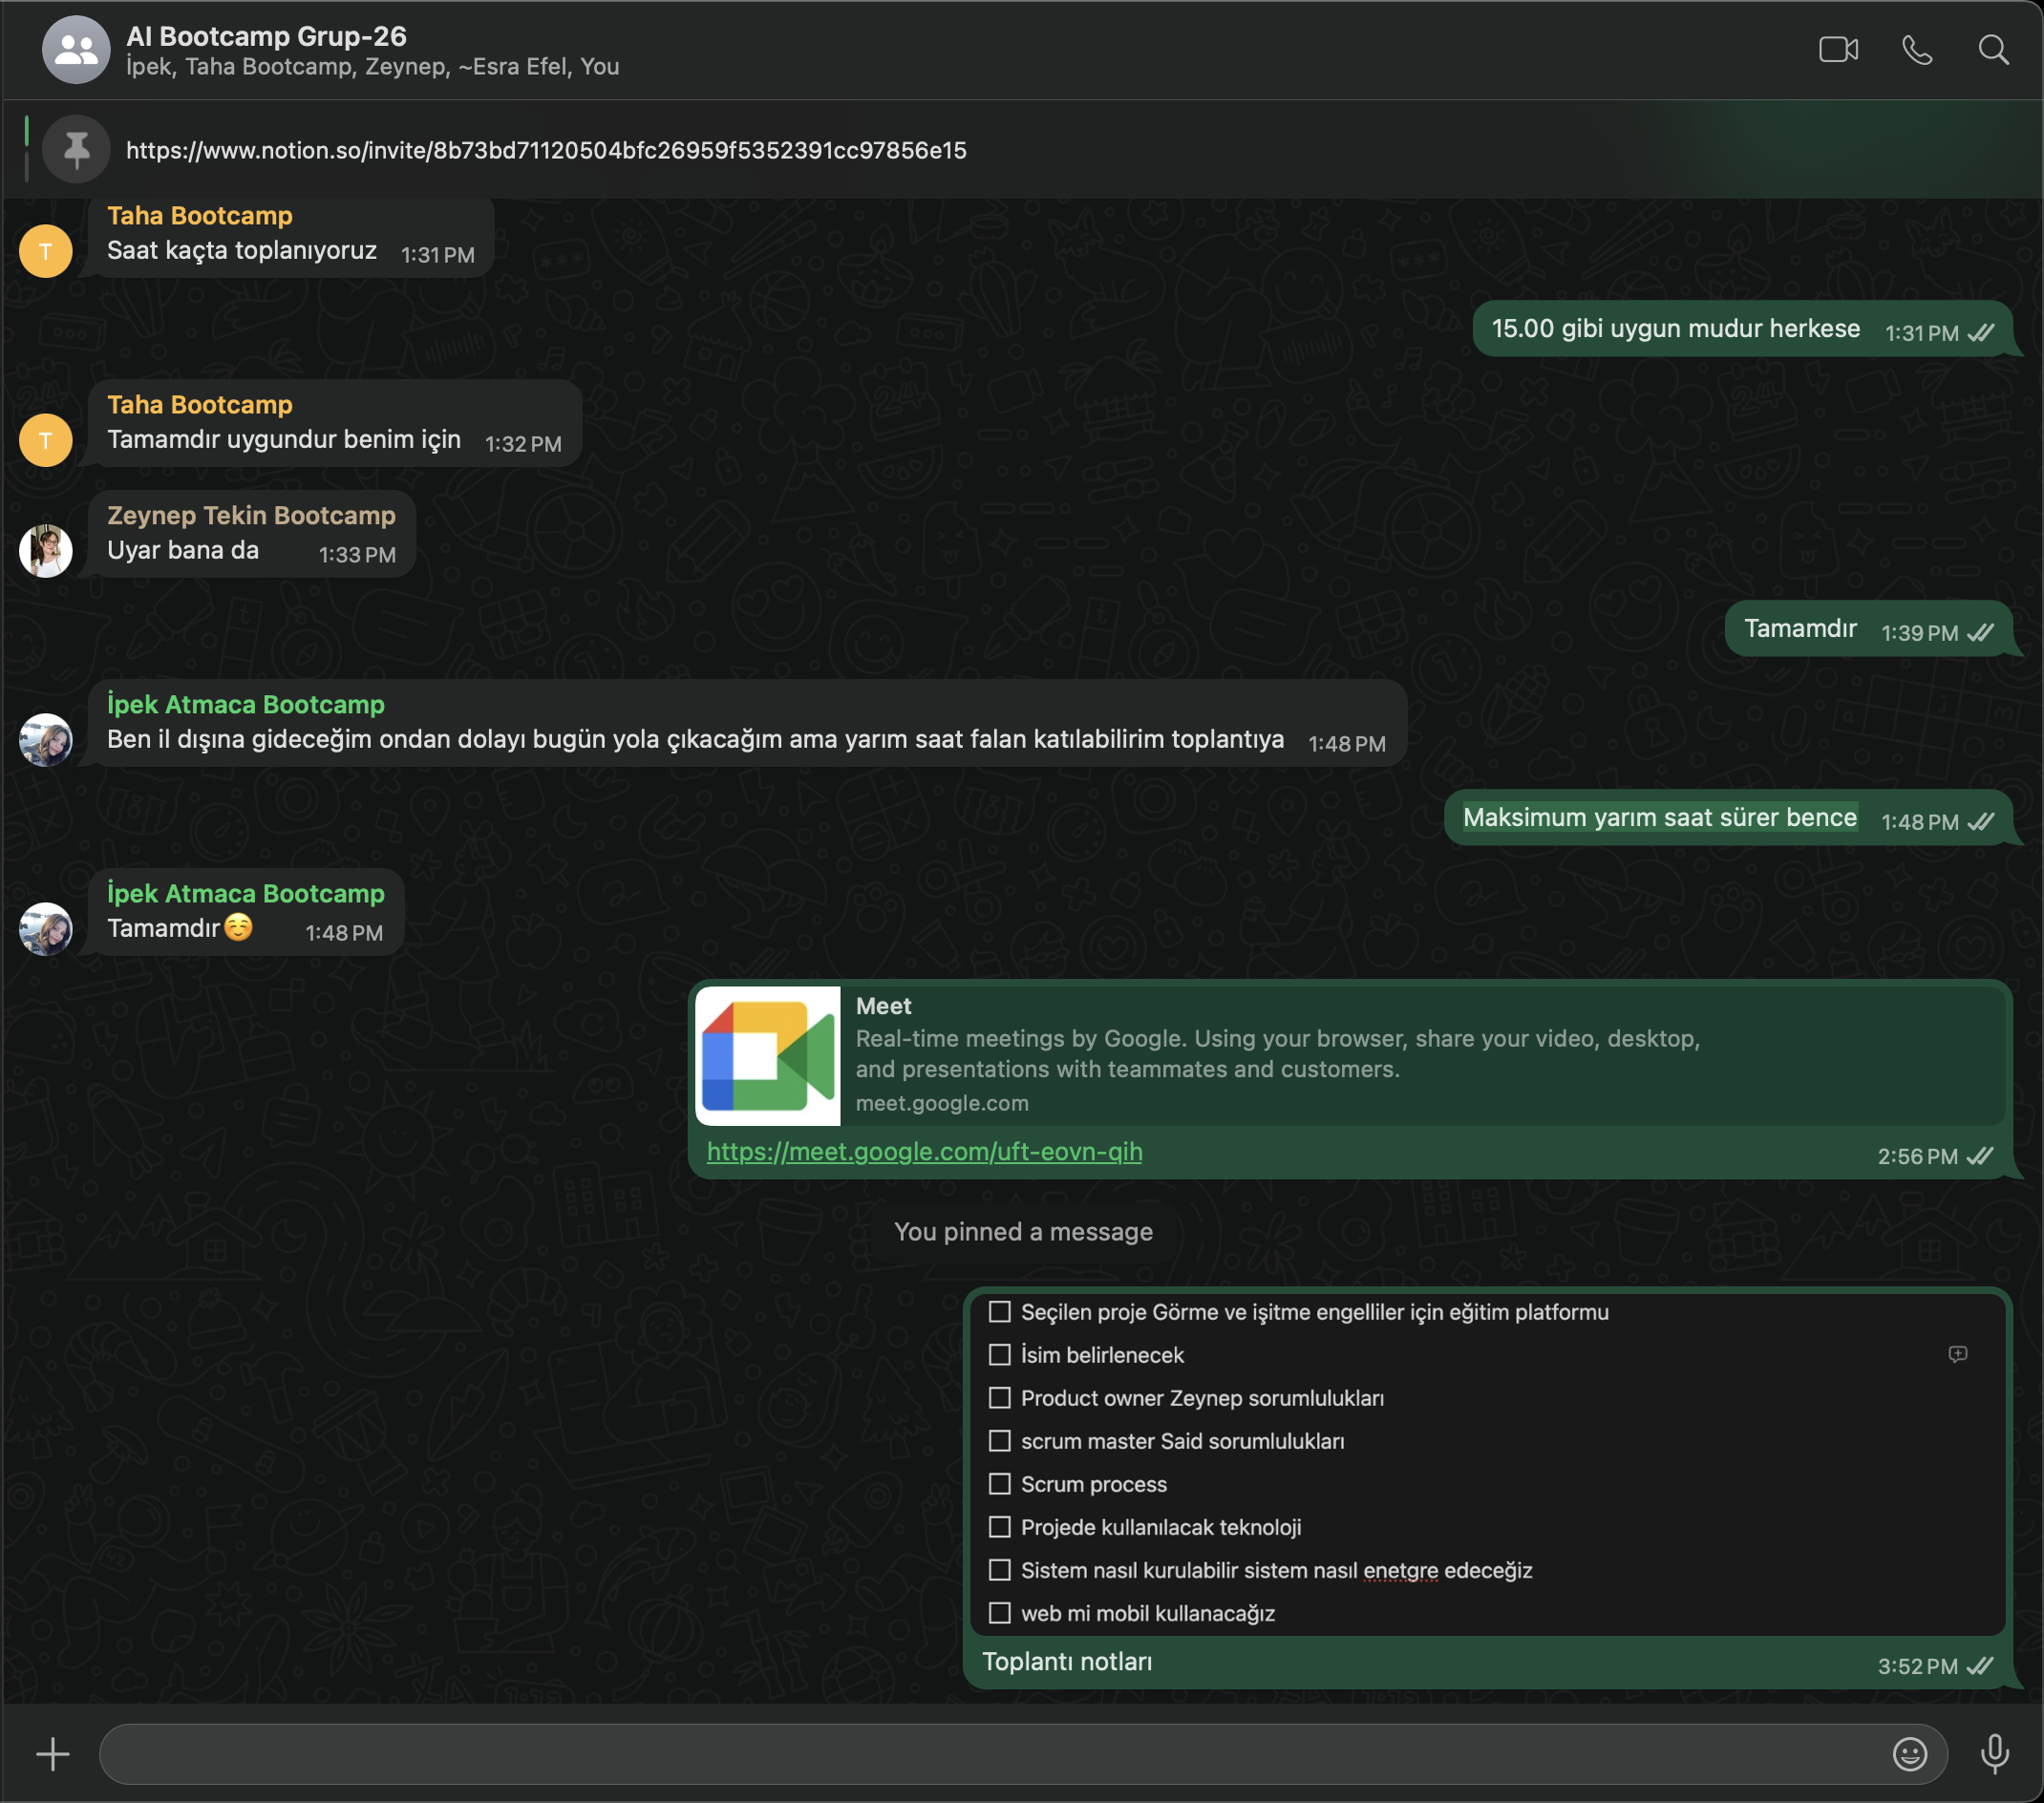 AI Bootcamp Grup-26
İpek, Taha Bootcamp, Zeynep, ~Esra Efel, You
https://www.notion.so/invite/8b73bd71120504bfc26959f5352391cc97856e15
Taha Bootcamp
T
Saat kaçta toplanıyoruz 1:31 PM
15.00 gibi uygun mudur herkese 1:31 PM
Taha Bootcamp
T
Tamamdır uygundur benim için 1:32 PM
Zeynep Tekin Bootcamp
Uyar bana da 1:33 PM
Tamamdır 1:39 PM
İpek Atmaca Bootcamp
Ben il dışına gideceğim ondan dolayı bugün yola çıkacağım ama yarım saat falan katılabilirim toplantıya 1:48 PM
Maksimum yarım saat sürer bence 1:48 PM
İpek Atmaca Bootcamp
Tamamdır☺️ 1:48 PM
Meet
Real-time meetings by Google. Using your browser, share your video, desktop,
and presentations with teammates and customers.
meet.google.com
https://meet.google.com/uft-eovn-qih 2:56 PM
You pinned a message
Seçilen proje Görme ve işitme engelliler için eğitim platformu
İsim belirlenecek
Product owner Zeynep sorumlulukları
scrum master Said sorumlulukları
Scrum process
Projede kullanılacak teknoloji
Sistem nasıl kurulabilir sistem nasıl enetgre edeceğiz
web mi mobil kullanacağız
Toplantı notları 3:52 PM